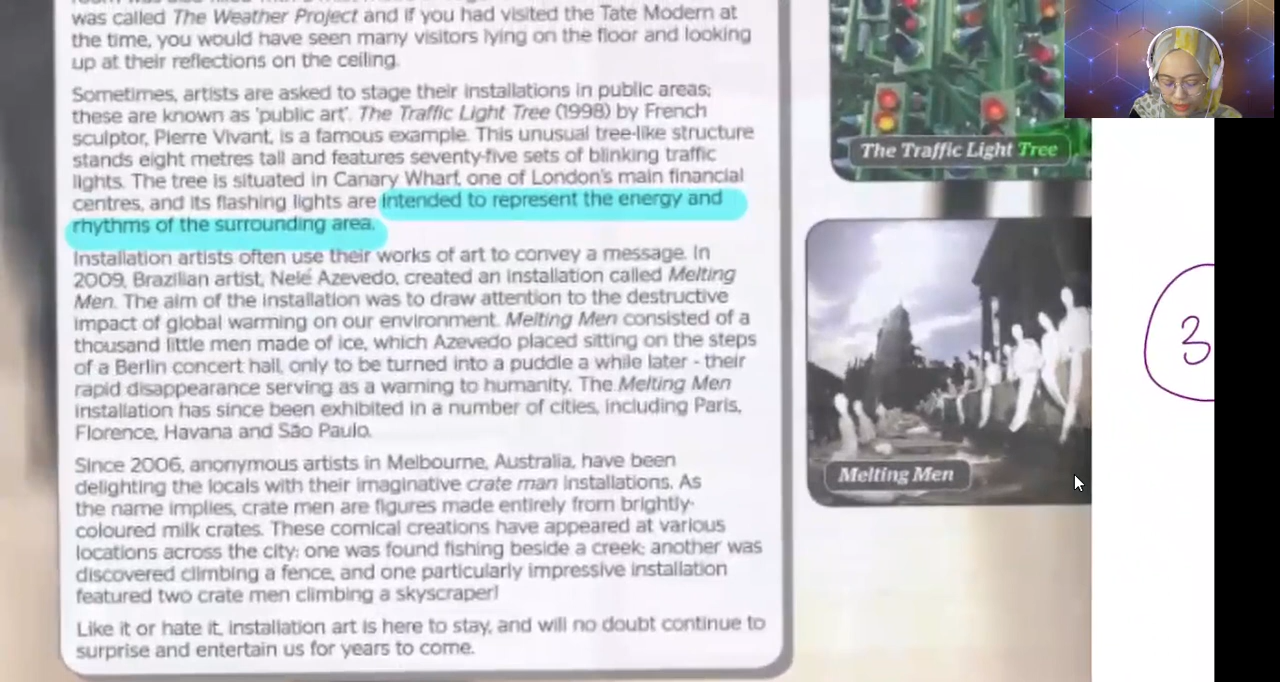 was called The Weather Project and if you had visited the Tate Modern at
the time, you would have seen many visitors lying on the floor and looking
up at their reflections on the ceiling.
Sometimes, artists are asked to stage their installations in public areas;
these are known as 'public art'. The Traffic Light Tree (1998) by French
sculptor, Pierre Vivant, is a famous example. This unusual tree-like structure
stands eight metres tall and features seventy-five sets of blinking traffic
lights. The tree is situated in Canary Wharf, one of London's main financial
centres, and its flashing lights are intended to represent the energy and
rhythms of the surrounding area.
Installation artists often use their works of art to convey a message. In
2009, Brazilian artist, Nelé Azevedo, created an installation called Melting
Men. The aim of the installation was to draw attention to the destructive
impact of global warming on our environment. Melting Men consisted of a
thousand little men made of ice, which Azevedo placed sitting on the steps
of a Berlin concert hall, only to be turned into a puddle a while later - their
rapid disappearance serving as a warning to humanity. The Melting Men
installation has since been exhibited in a number of cities, including Paris,
Florence, Havana and São Paulo.
Since 2006, anonymous artists in Melbourne, Australia, have been
delighting the locals with their imaginative crate man installations. As
the name implies, crate men are figures made entirely from brightly-
coloured milk crates. These comical creations have appeared at various
locations across the city: one was found fishing beside a creek; another was
discovered climbing a fence, and one particularly impressive installation
featured two crate men climbing a skyscraper!
Like it or hate it, installation art is here to stay, and will no doubt continue to
surprise and entertain us for years to come.
The Traffic Light Tree
Melting Men
3